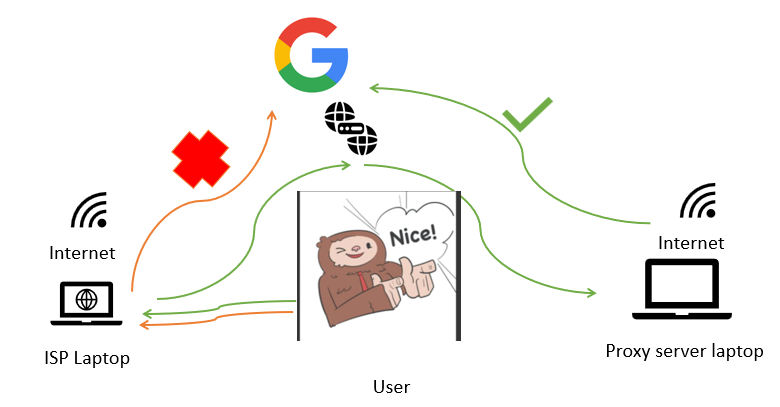 G
Nice!
Internet
Internet
ISP Laptop
Proxy server laptop
User